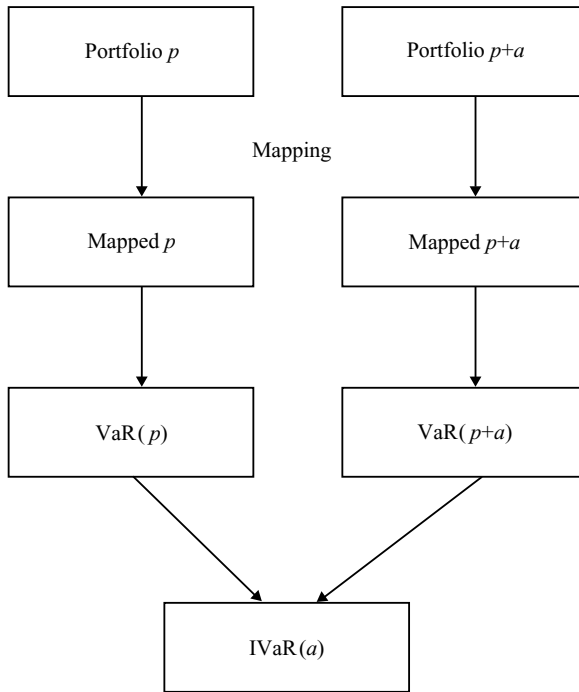 Portfolio p
Portfolio p+a
Mapping
Mapped p
Mapped p+a
VaR( p)
VaR( p+a)
IVaR(a)